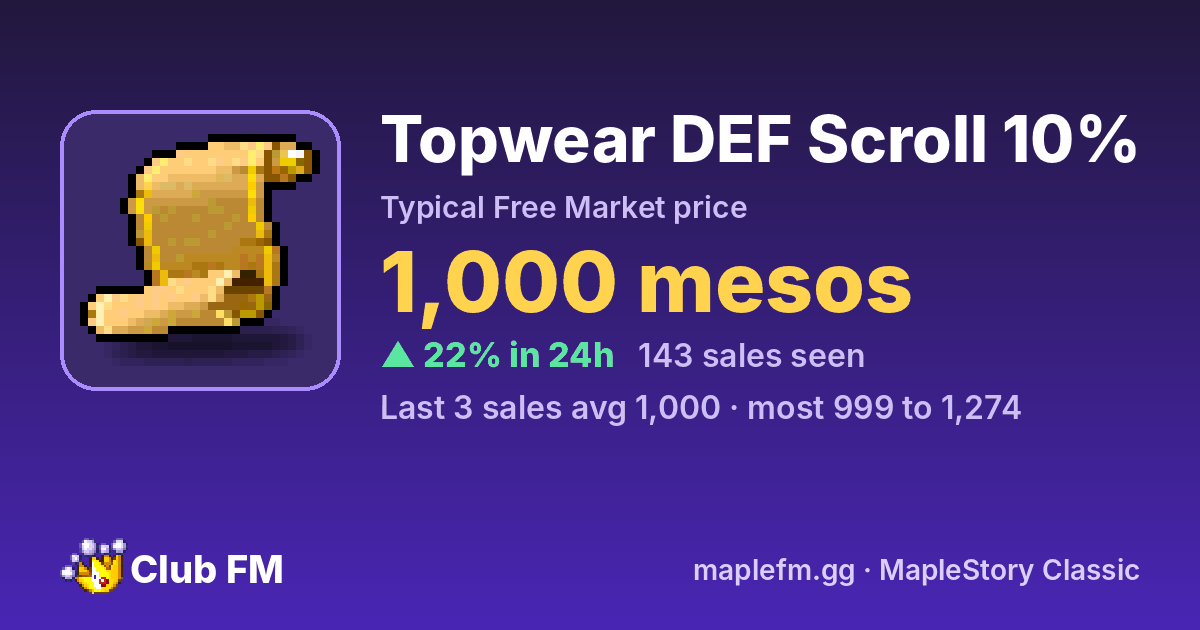 Topwear DEF Scroll 10%
Typical Free Market price
1,000 mesos
▲ 22% in 24h 143 sales seen
Last 3 sales avg 1,000 · most 999 to 1,274
Club FM
maplefm.gg · MapleStory Classic